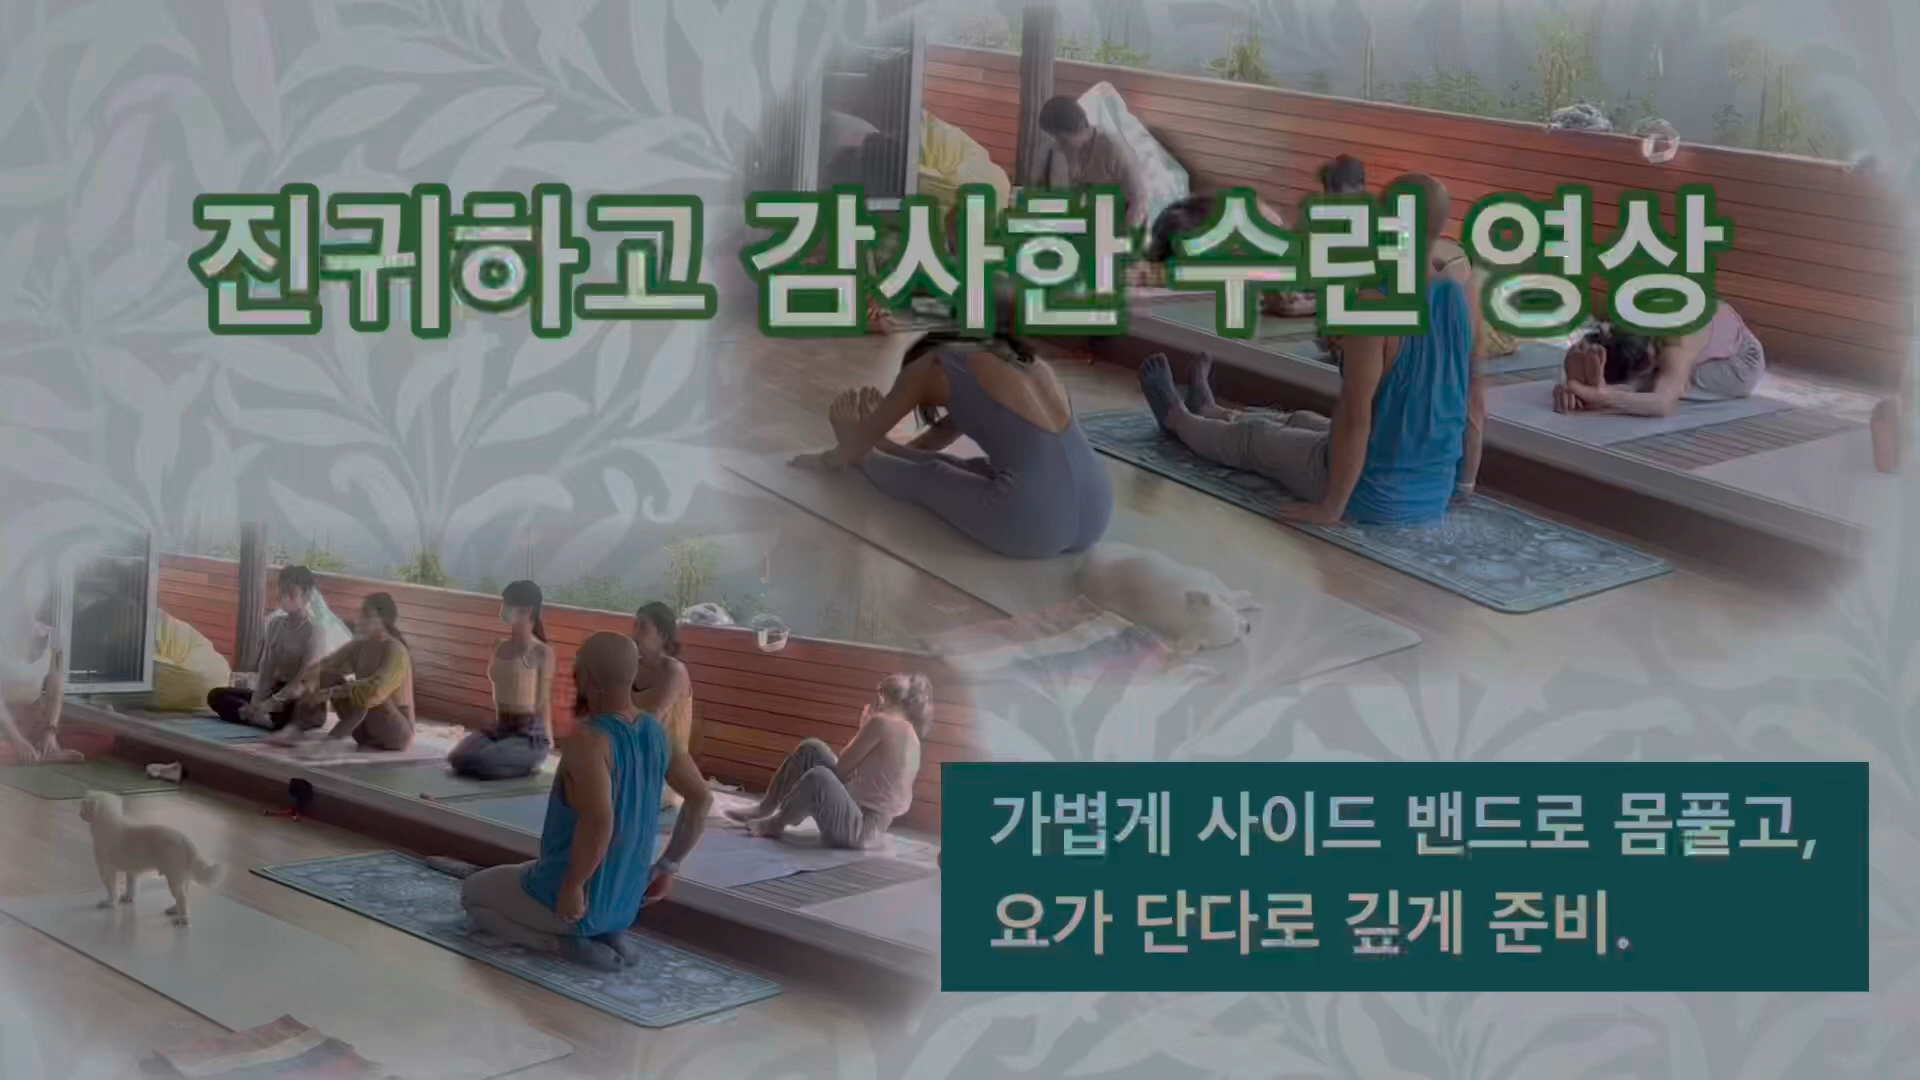 진귀하고 감사한 수련 영상
가볍게 사이드 밴드로 몸풀고,
요가 단다로 깊게 준비.